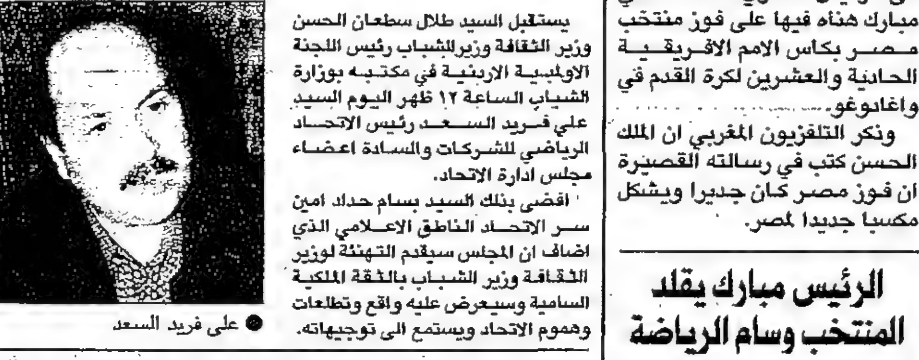 مبارك هنأه فيها على فوز منتخب
مصر بكاس الامم الافريقية
الحادية والعشرين لكرة القدم في
واغادوغو.
وذكر التلفزيون المغربي ان الملك
الحسن كتب في رسالته القصيرة
ان فوز مصر كان جديرا ويشكل
مكسبا جديدا لمصر.
الرئيس مبارك يقلد
المنتخب وسام الرياضة
يستقبل السيد طلال سطعان الحسن
وزير الثقافة وزير الشباب رئيس اللجنة
الاولمبية الاردنية في مكتبه بوزارة
الشباب الساعة ١٢ ظهر اليوم السيد
علي فريد السعد رئيس الاتحاد
الرياضي للشركات والسادة اعضاء
مجلس ادارة الاتحاد.
افضى بذلك السيد بسام حداد امين
سر الاتحاد الناطق الاعلامي الذي
اضاف ان المجلس سيقدم التهنئة لوزير
الثقافة وزير الشباب بالثقة الملكية
السامية وسيعرض عليه واقع وتطلعات
وهموم الاتحاد ويستمع الى توجيهاته.
● علي فريد السعد